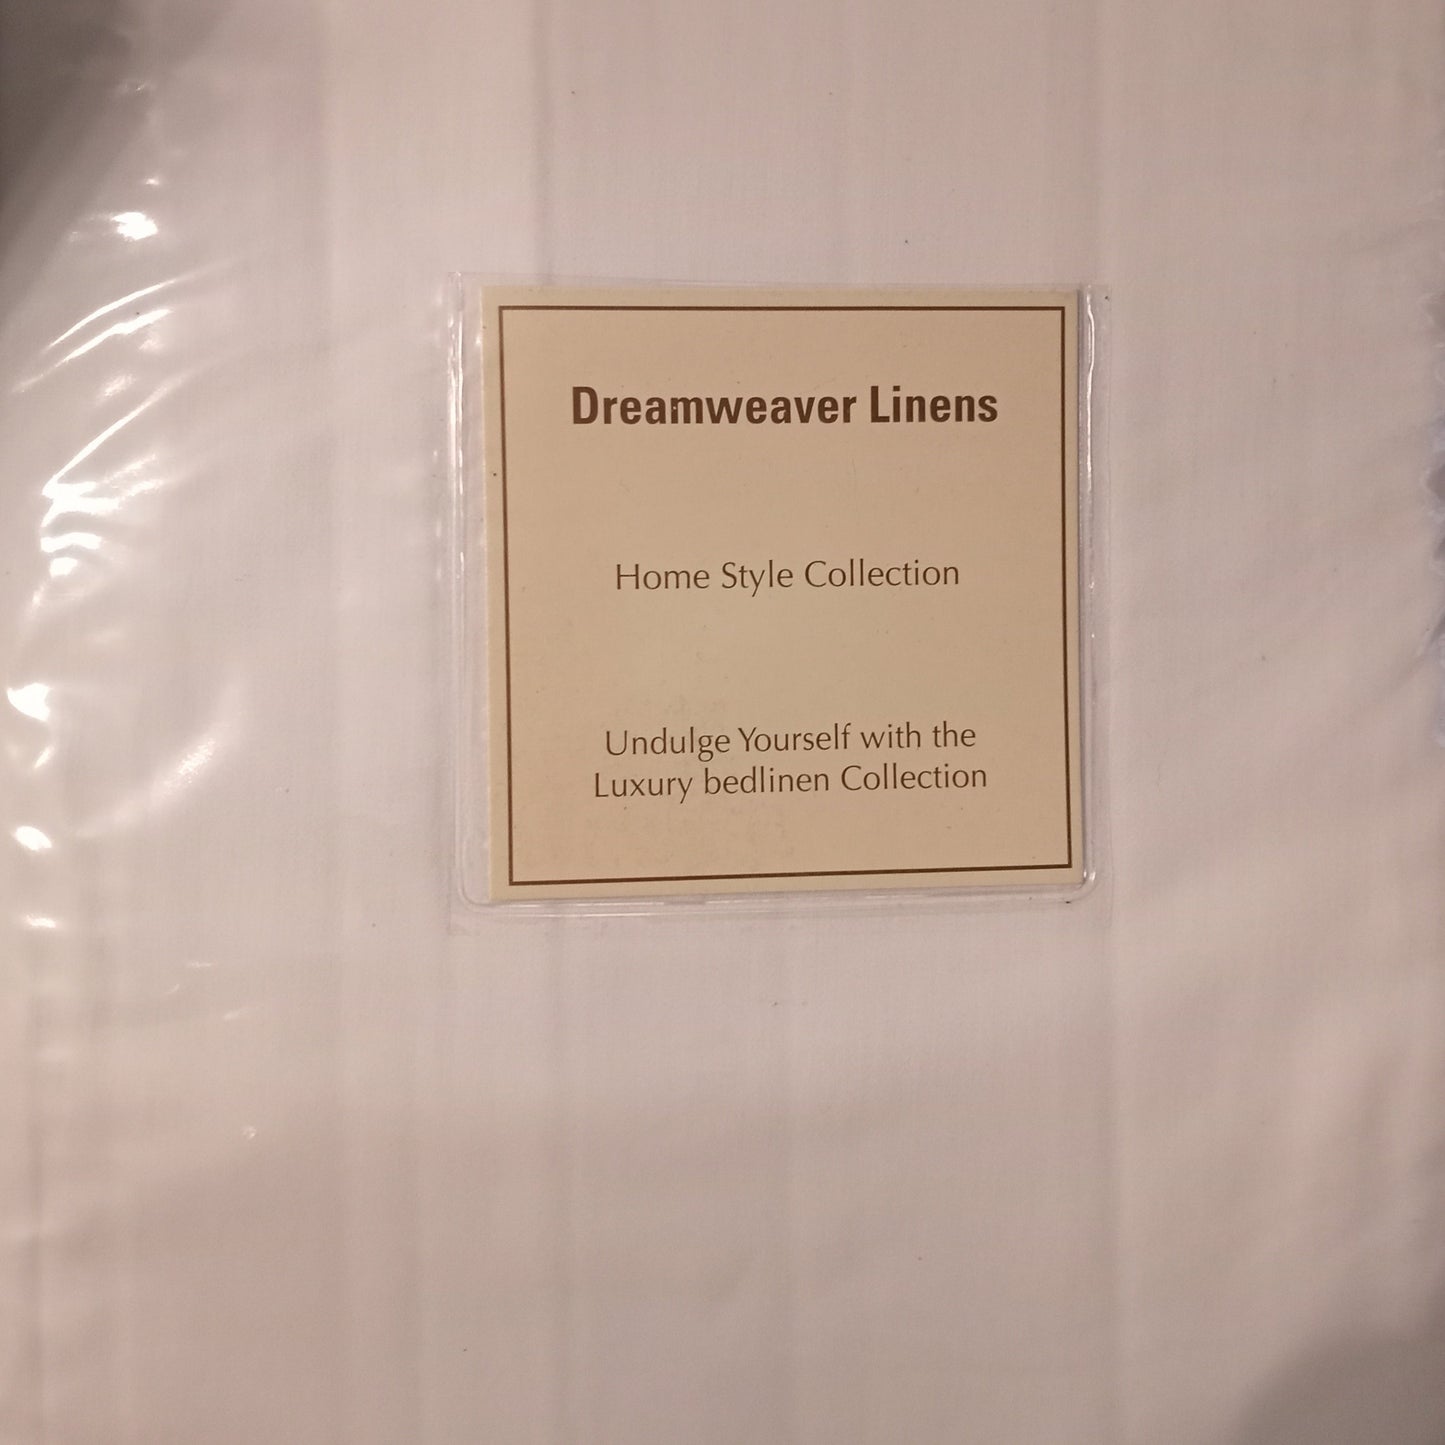 Dreamweaver Linens
Home Style Collection
Undulge Yourself with the
Luxury bedlinen Collection